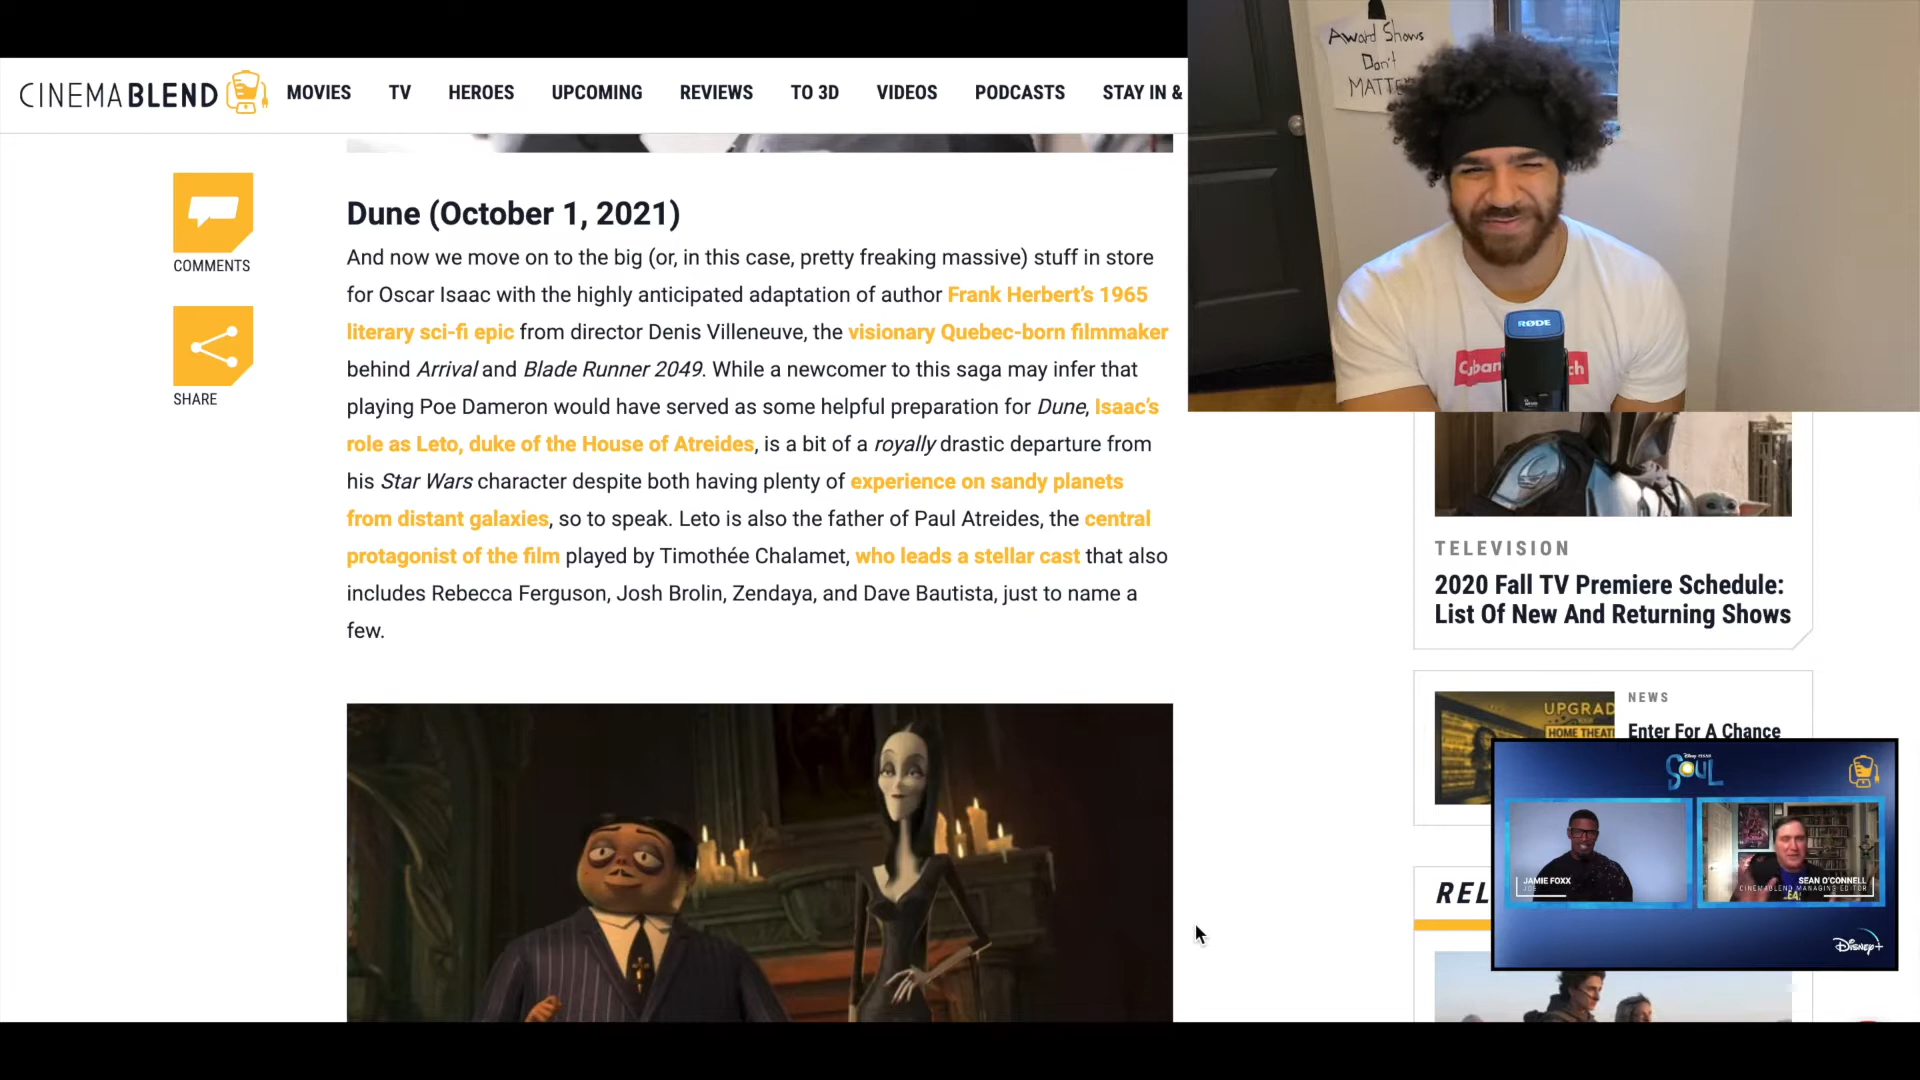 CINEMABLEND
MOVIES TV HEROES UPCOMING REVIEWS TO 3D VIDEOS PODCASTS STAY IN &
Award Shows
Don't
COMMENTS
SHARE
Dune (October 1, 2021)
And now we move on to the big (or, in this case, pretty freaking massive) stuff in store
for Oscar Isaac with the highly anticipated adaptation of author Frank Herbert’s 1965
literary sci-fi epic from director Denis Villeneuve, the visionary Quebec-born filmmaker
behind Arrival and Blade Runner 2049. While a newcomer to this saga may infer that
playing Poe Dameron would have served as some helpful preparation for Dune, Isaac’s
role as Leto, duke of the House of Atreides, is a bit of a royally drastic departure from
his Star Wars character despite both having plenty of experience on sandy planets
from distant galaxies, so to speak. Leto is also the father of Paul Atreides, the central
protagonist of the film played by Timothée Chalamet, who leads a stellar cast that also
includes Rebecca Ferguson, Josh Brolin, Zendaya, and Dave Bautista, just to name a
few.
RØDE
TELEVISION
2020 Fall TV Premiere Schedule:
List Of New And Returning Shows
NEWS
Enter For A Chance
UPGRAD
HOME THEAT
REL
Disney PIXAR
SOUL
JAMIE FOXX
JOE
SEAN O'CONNELL
CINEMABLEND MANAGING EDITOR
Disney+